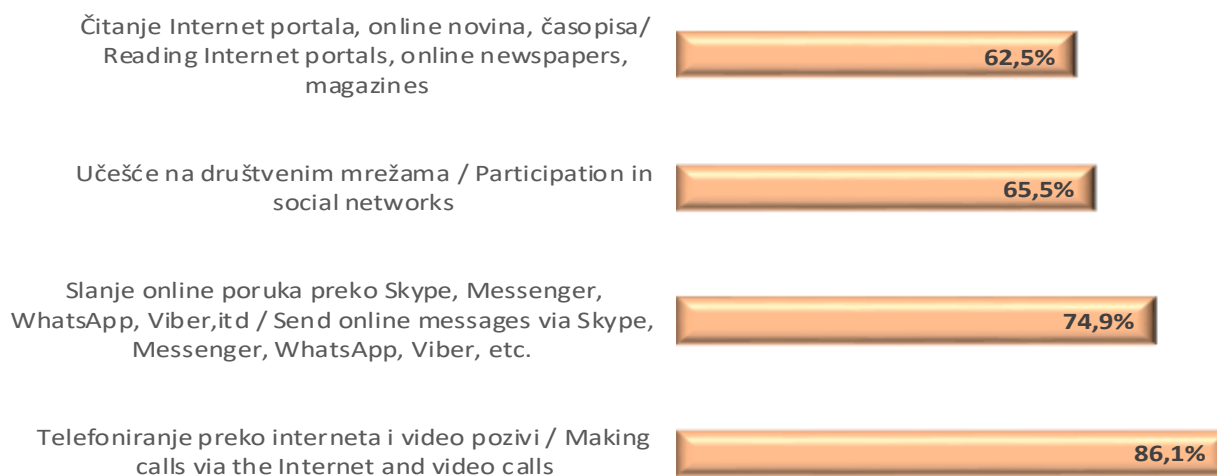 Čitanje Internet portala, online novina, časopisa/
Reading Internet portals, online newspapers,
magazines
62,5%
Učešće na društvenim mrežama / Participation in
social networks
65,5%
Slanje online poruka preko Skype, Messenger,
WhatsApp, Viber,itd / Send online messages via Skype,
Messenger, WhatsApp, Viber, etc.
74,9%
Telefoniranje preko interneta i video pozivi / Making
calls via the Internet and video calls
86,1%